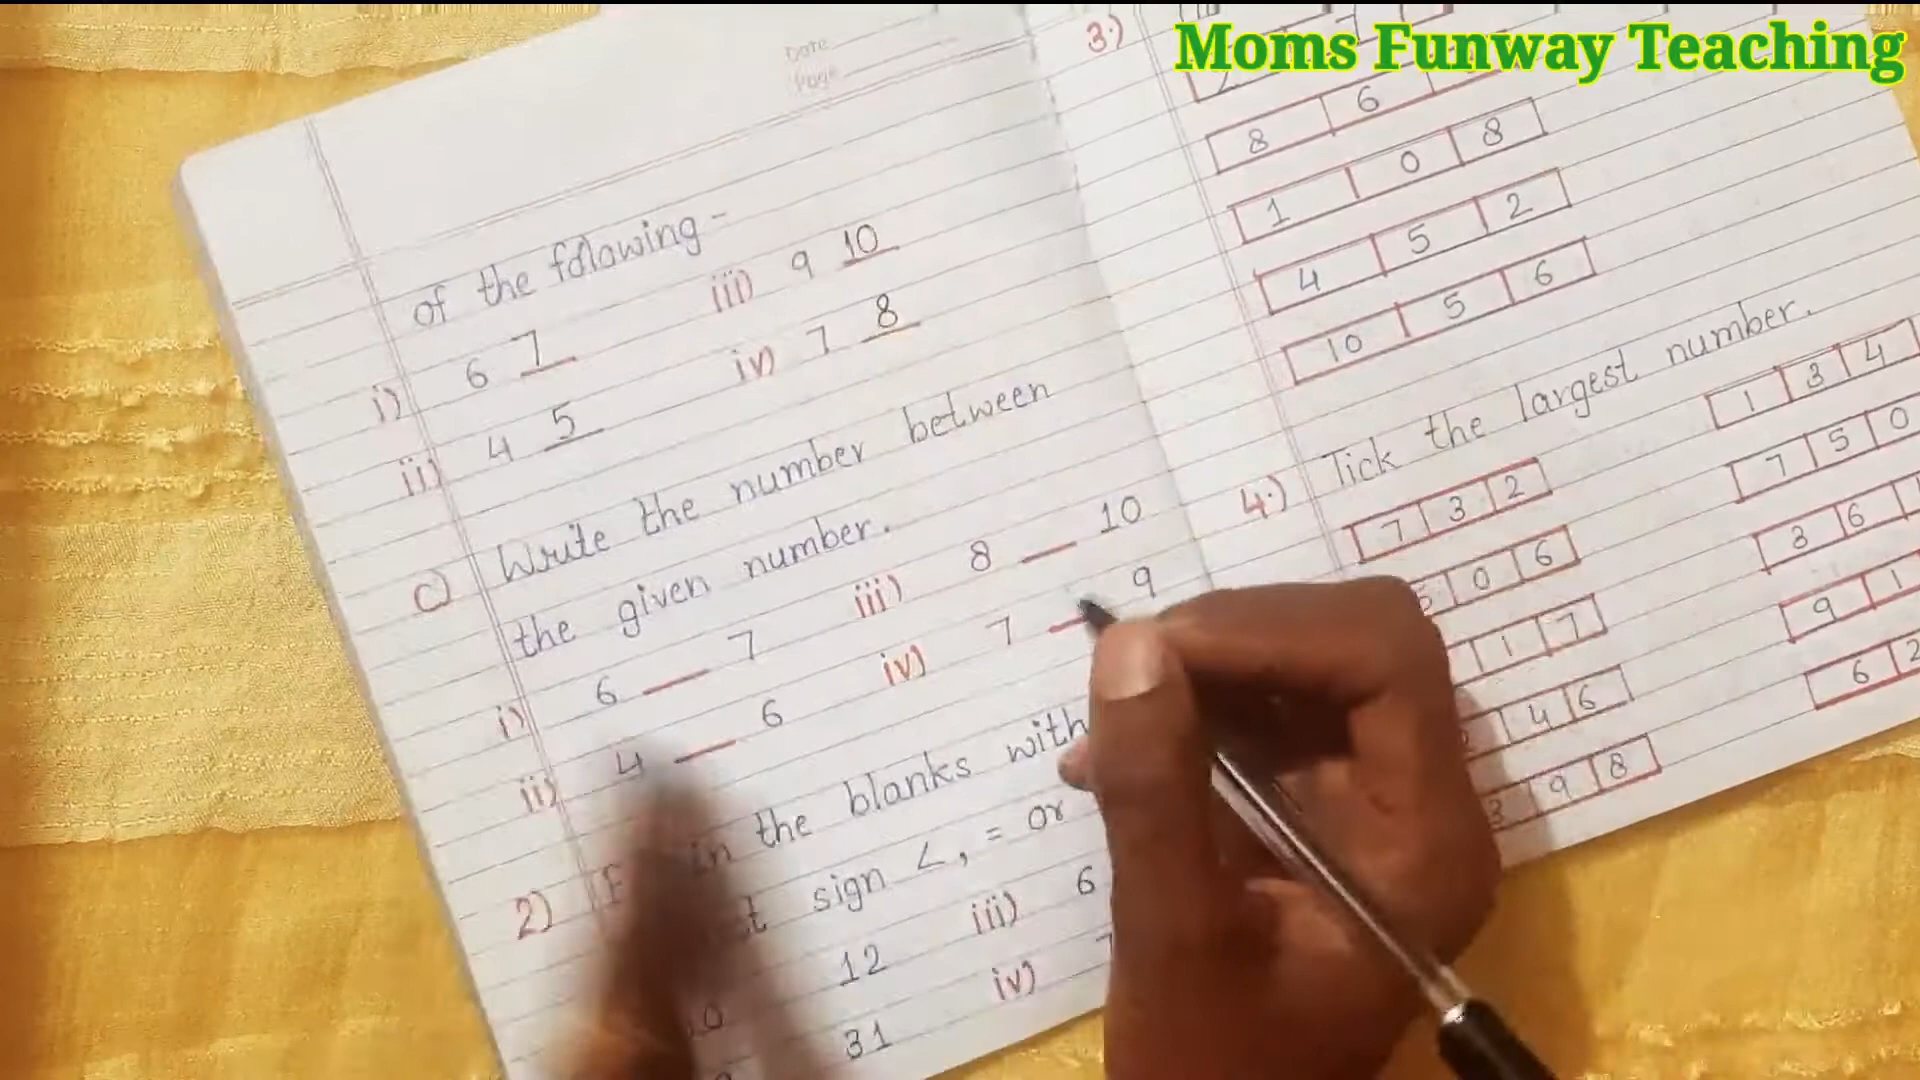 Moms Funway Teaching
Date
Page
of the following -
i) 6 7 iii) 9 10
ii) 4 5 iv) 7 8
c) Write the number between
the given number.
i) 6 __ 7 iii) 8 __ 10
ii) 4 __ 6 iv) 7 __ 9
2) in the blanks with
sign <, = or
12 iii) 6
31 iv) 7
3.)
8 6
1 0 8
4 5 2
10 5 6
4.) Tick the largest number.
7 3 2 1 3 4
5 0 6 7 5 0
1 7 3 6
4 6 9 1
3 9 8 6 2